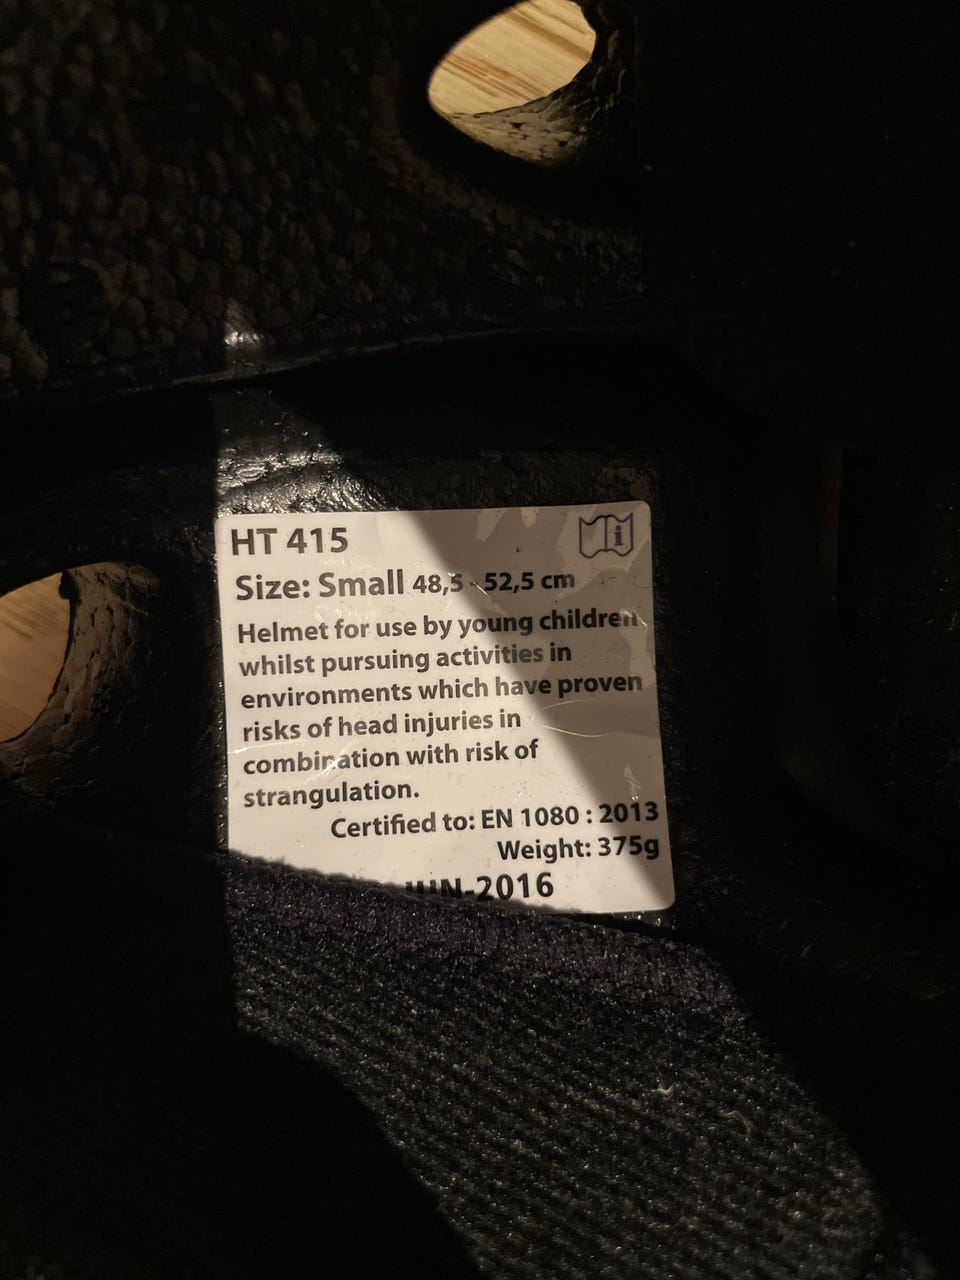 HT 415
Size: Small 48,5 - 52,5 cm
Helmet for use by young children
whilst pursuing activities in
environments which have proven
risks of head injuries in
combination with risk of
strangulation.
Certified to: EN 1080 : 2013
Weight: 375g
JUN-2016